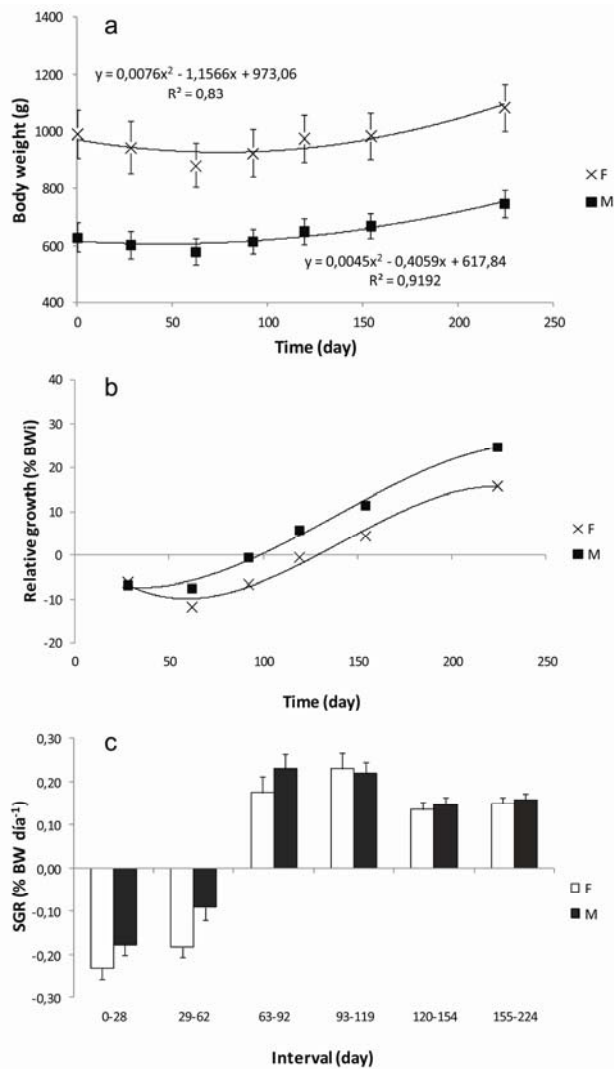 a
1400
1200
1000
800
600
400
Body weight (g)
y = 0,0076x² - 1,1566x + 973,06
R² = 0,83
y = 0,0045x² - 0,4059x + 617,84
R² = 0,9192
F
M
0 50 100 150 200 250
Time (day)
b
40
30
20
10
0
-10
-20
Relative growth (% BWi)
F
M
0 50 100 150 200 250
Time (day)
c
0,30
0,20
0,10
0,00
-0,10
-0,20
-0,30
SGR (% BW día⁻¹)
F
M
0-28 29-62 63-92 93-119 120-154 155-224
Interval (day)